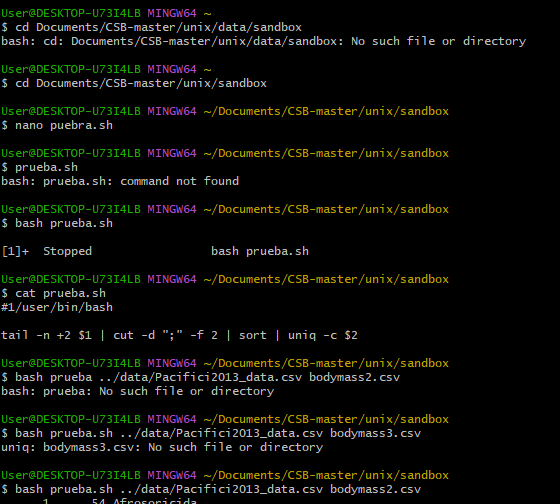 User@DESKTOP-U73I4LB MINGW64 ~
$ cd Documents/CSB-master/unix/data/sandbox
bash: cd: Documents/CSB-master/unix/data/sandbox: No such file or directory
User@DESKTOP-U73I4LB MINGW64 ~
$ cd Documents/CSB-master/unix/sandbox
User@DESKTOP-U73I4LB MINGW64 ~/Documents/CSB-master/unix/sandbox
$ nano puebra.sh
User@DESKTOP-U73I4LB MINGW64 ~/Documents/CSB-master/unix/sandbox
$ prueba.sh
bash: prueba.sh: command not found
User@DESKTOP-U73I4LB MINGW64 ~/Documents/CSB-master/unix/sandbox
$ bash prueba.sh
[1]+  Stopped                 bash prueba.sh
User@DESKTOP-U73I4LB MINGW64 ~/Documents/CSB-master/unix/sandbox
$ cat prueba.sh
#1/user/bin/bash
tail -n +2 $1 | cut -d ";" -f 2 | sort | uniq -c $2
User@DESKTOP-U73I4LB MINGW64 ~/Documents/CSB-master/unix/sandbox
$ bash prueba ../data/Pacifici2013_data.csv bodymass2.csv
bash: prueba: No such file or directory
User@DESKTOP-U73I4LB MINGW64 ~/Documents/CSB-master/unix/sandbox
$ bash prueba.sh ../data/Pacifici2013_data.csv bodymass3.csv
uniq: bodymass3.csv: No such file or directory
User@DESKTOP-U73I4LB MINGW64 ~/Documents/CSB-master/unix/sandbox
$ bash prueba.sh ../data/Pacifici2013_data.csv bodymass2.csv
1      54 Afrosoricida